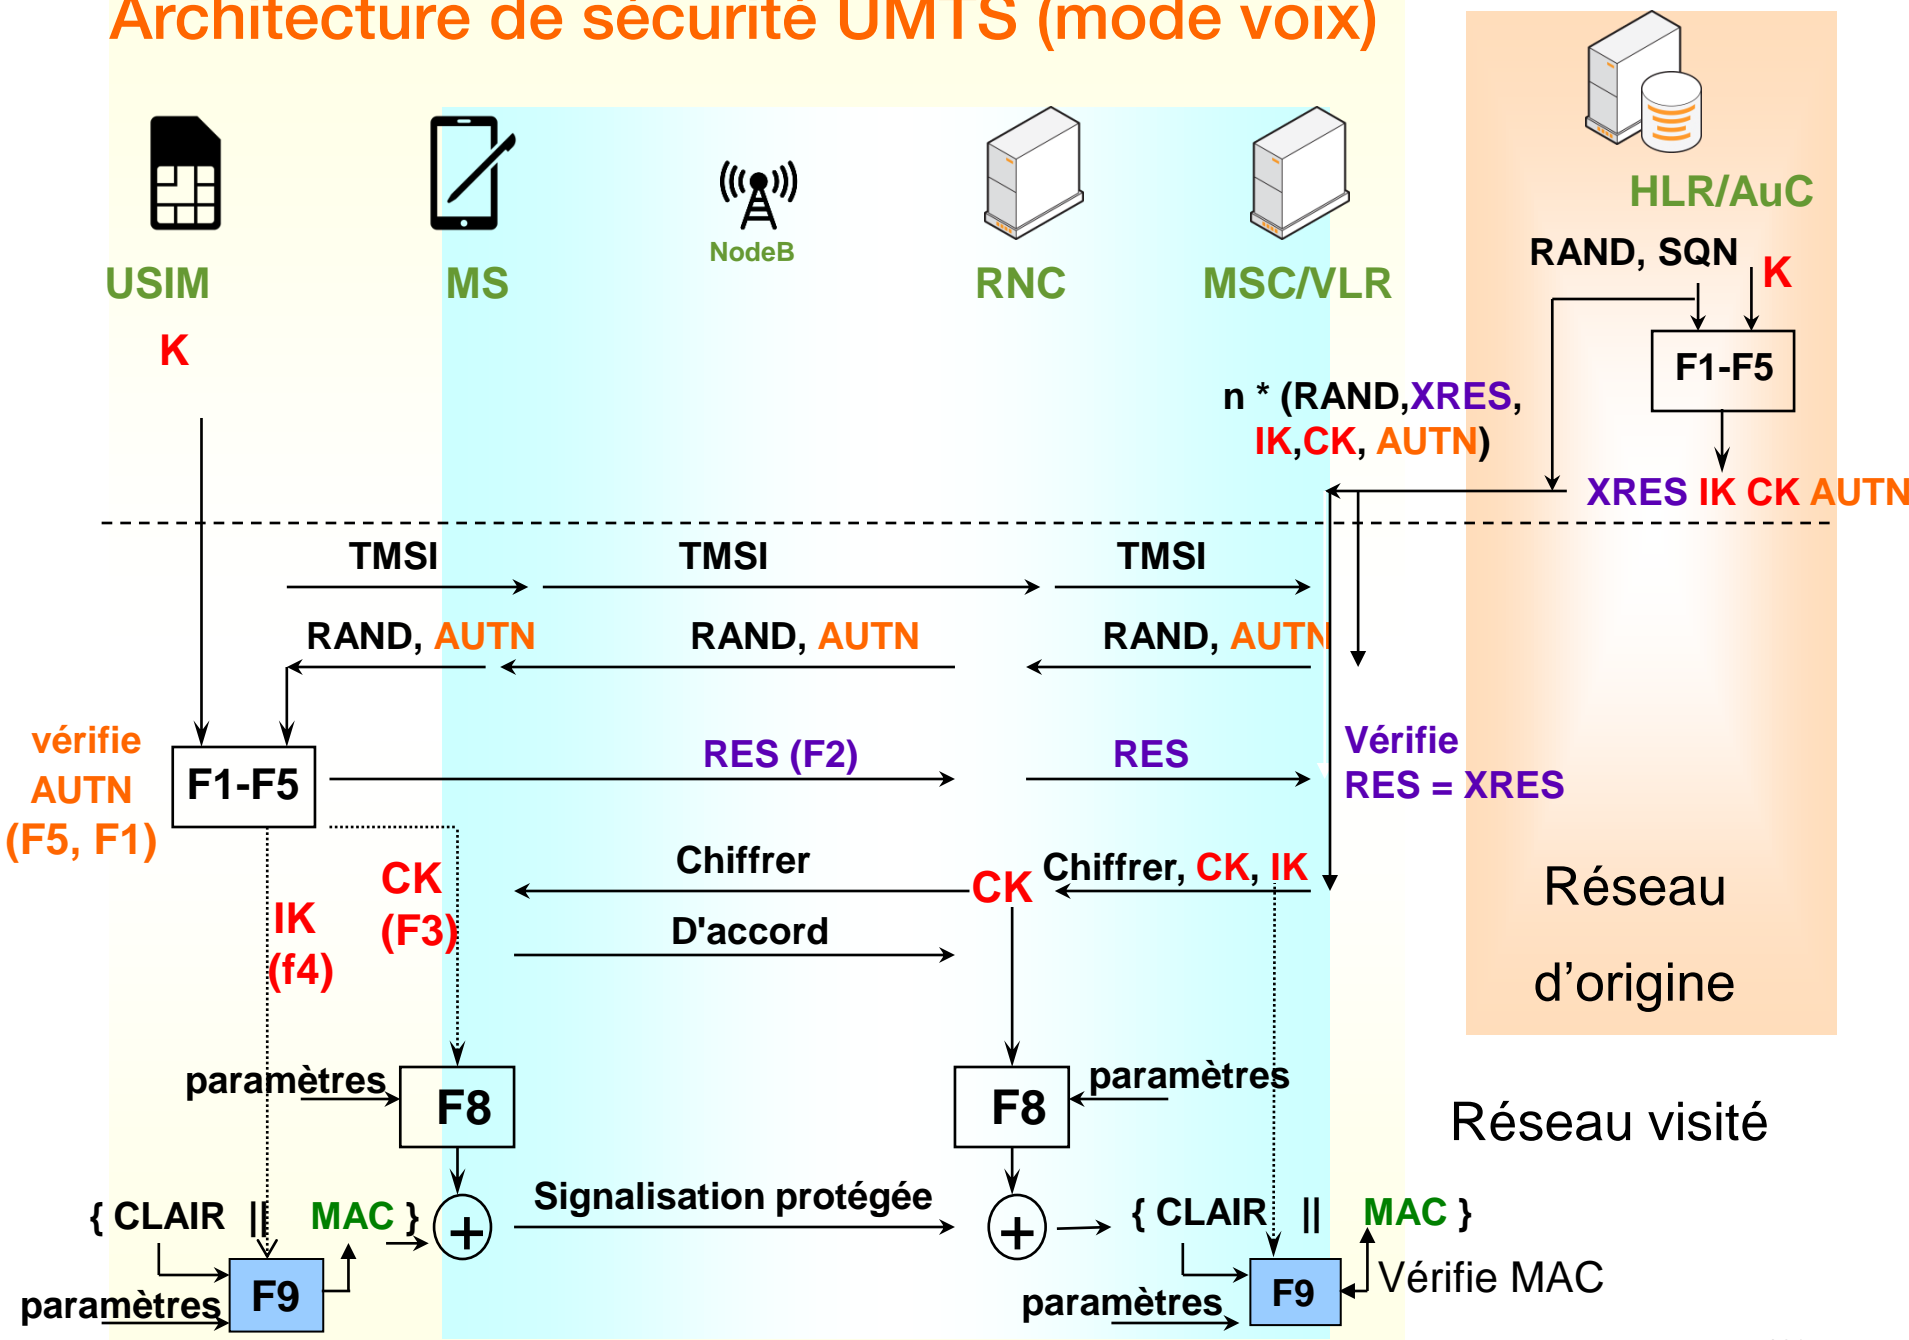 Architecture de sécurité UMTS (mode voix)
HLR/AuC
NodeB
USIM
MS
RNC
MSC/VLR
RAND, SQN
K
K
F1-F5
n * (RAND,XRES,
IK,CK, AUTN)
XRES IK CK AUTN
TMSI
TMSI
TMSI
RAND, AUTN
RAND, AUTN
RAND, AUTN
vérifie
AUTN
(F5, F1)
F1-F5
RES (F2)
RES
Vérifie
RES = XRES
Chiffrer
Chiffrer, CK, IK
CK
(F3)
CK
IK
(f4)
D'accord
Réseau
d’origine
paramètres
F8
F8
paramètres
Réseau visité
{ CLAIR || MAC }
+
Signalisation protégée
+
{ CLAIR || MAC }
F9
paramètres
F9
paramètres
Vérifie MAC